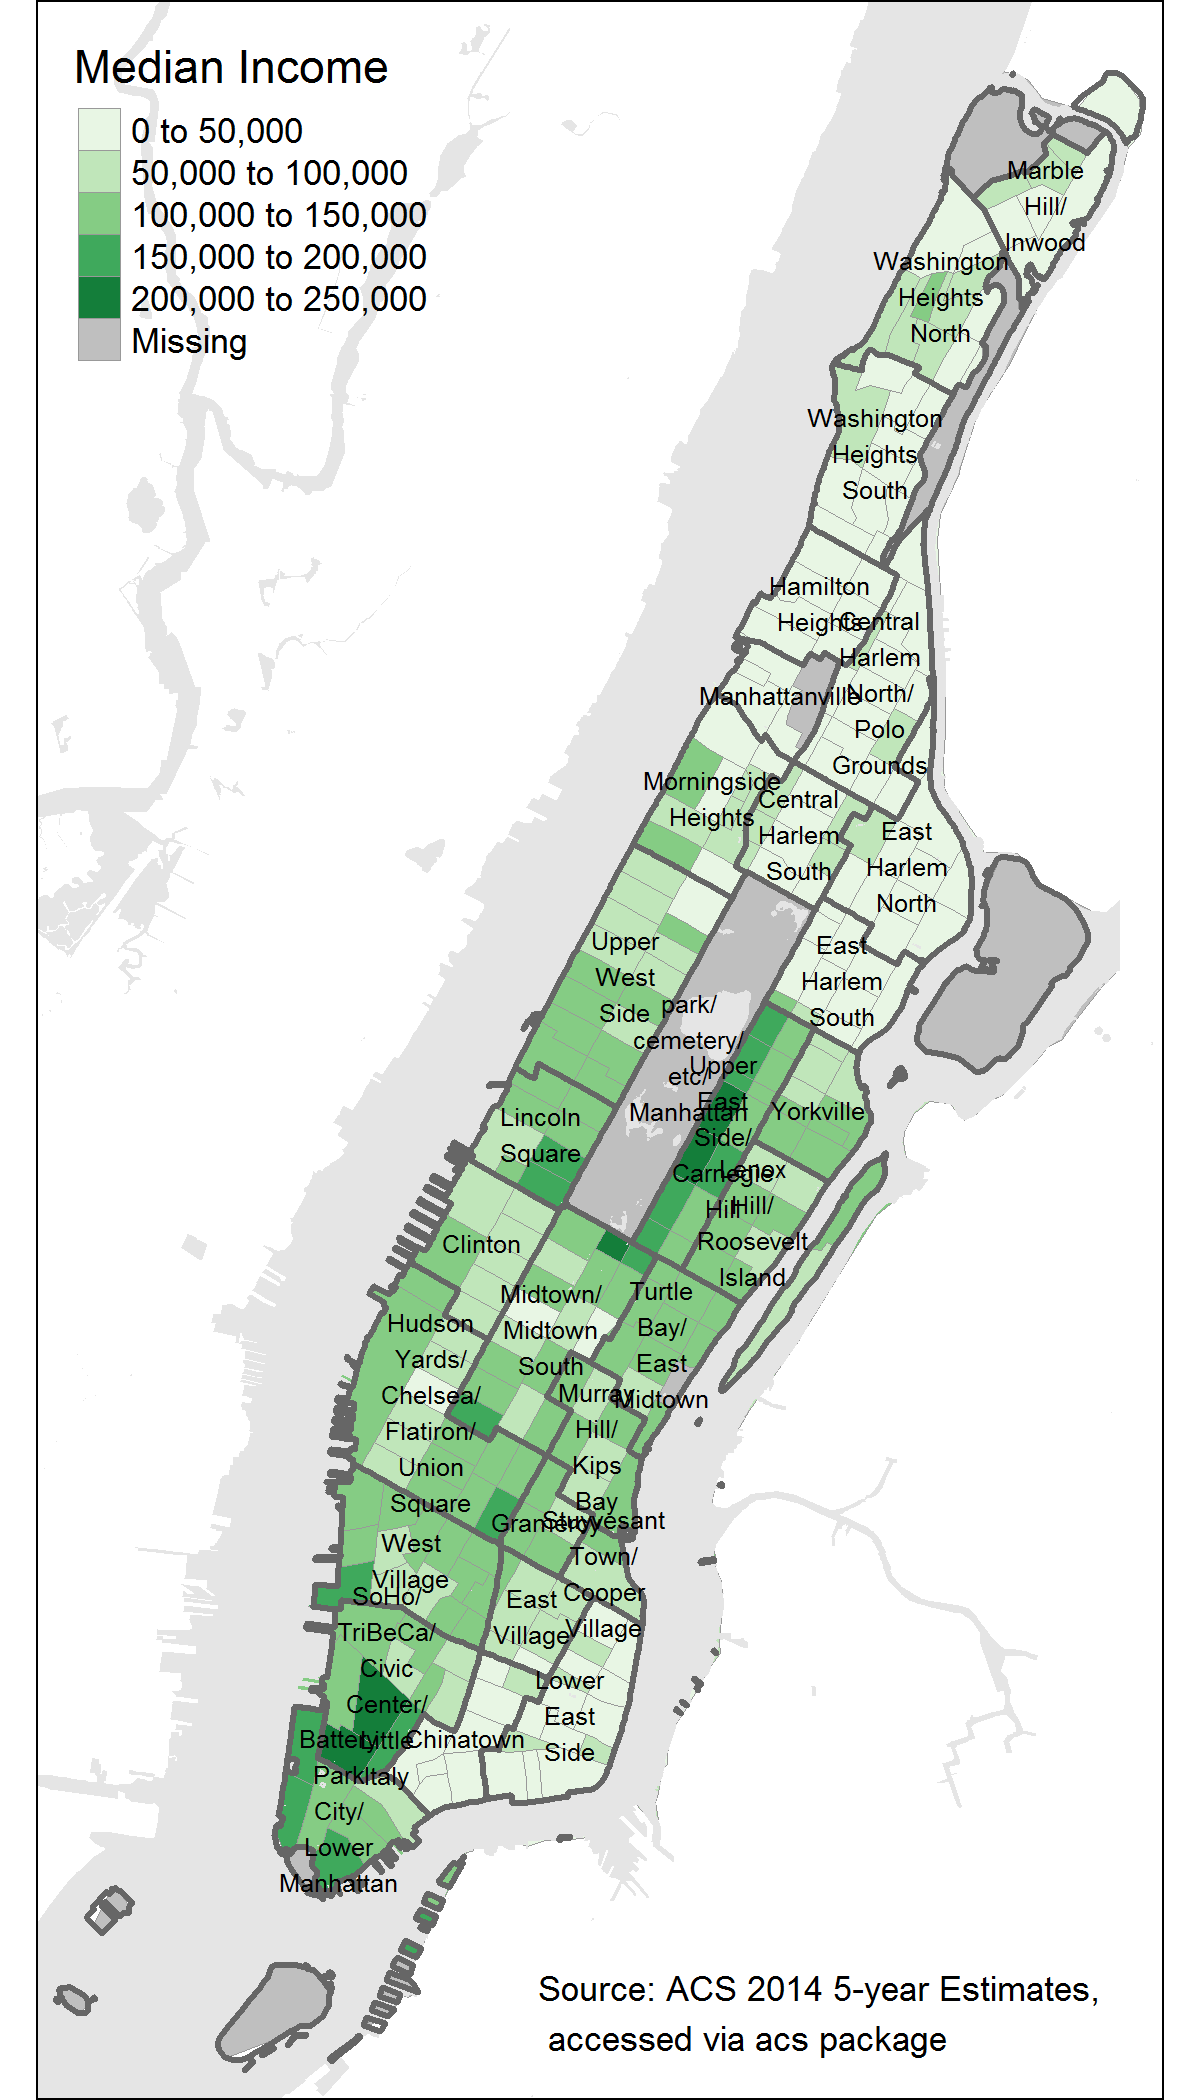 Median Income
0 to 50,000
50,000 to 100,000
100,000 to 150,000
150,000 to 200,000
200,000 to 250,000
Missing
Marble
Hill/
Inwood
Washington
Heights
North
Washington
Heights
South
Hamilton
Heights
Central
Harlem
North/
Polo
Grounds
Manhattanville
Morningside
Heights
Central
Harlem
South
East
Harlem
North
Upper
West
Side
East
Harlem
South
park/
cemetery/
etc/
Manhattan
Upper
East
Side/
Carnegie
Hill
Yorkville
Lincoln
Square
Lenox
Hill/
Roosevelt
Island
Clinton
Midtown/
Midtown
South
Turtle
Bay/
East
Midtown
Hudson
Yards/
Chelsea/
Flatiron/
Union
Square
Murray
Hill/
Kips
Bay
Gramercy
Stuyvesant
Town/
Cooper
Village
West
Village
East
Village
SoHo/
TriBeCa/
Civic
Center/
Little
Italy
Lower
East
Side
Chinatown
Battery
Park
City/
Lower
Manhattan
Source: ACS 2014 5-year Estimates,
accessed via acs package